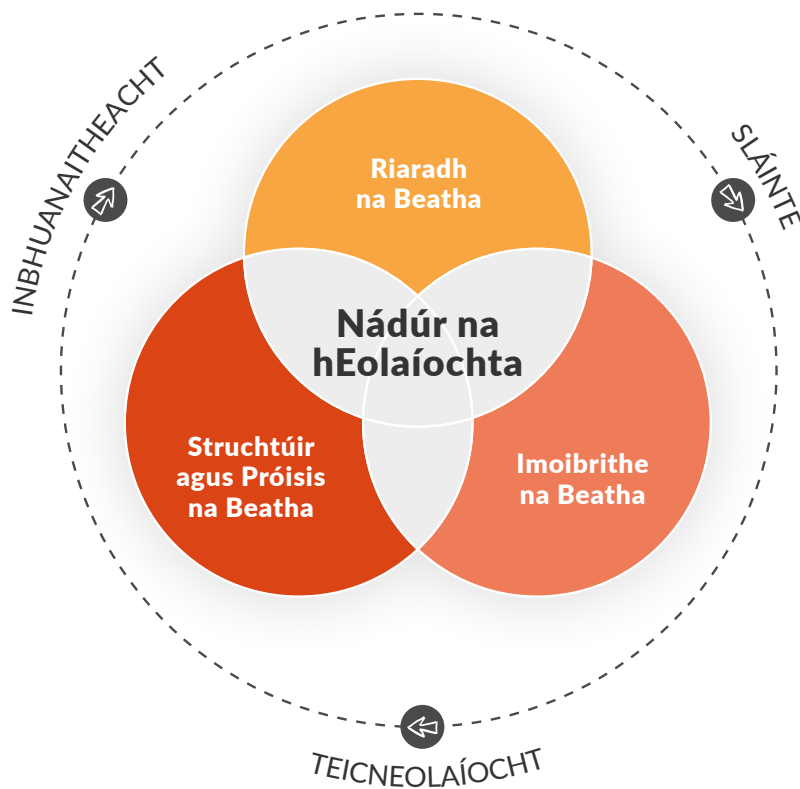 INBHUANAITHEACHT
SLÁINTE
Riaradh
na Beatha
Nádúr na
hEolaíochta
Struchtúir
agus Próisis
na Beatha
Imoibrithe
na Beatha
TEICNEOLAÍOCHT